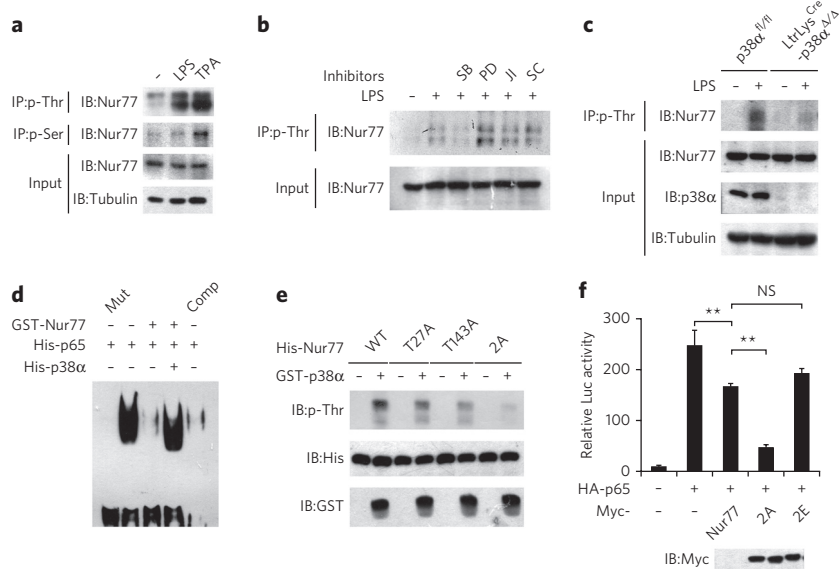 a
- LPS TPA
IP:p-Thr IB:Nur77
IP:p-Ser IB:Nur77
Input IB:Nur77
IB:Tubulin
b
Inhibitors SB PD JI SC
LPS - + + + + +
IP:p-Thr IB:Nur77
Input IB:Nur77
c
p38α fl/fl LtrLys Cre -p38α Δ/Δ
LPS - + - +
IP:p-Thr IB:Nur77
IB:Nur77
Input IB:p38α
IB:Tubulin
d
Mut Comp
GST-Nur77 - - + + -
His-p65 + + + + +
His-p38α - - - + -
e
His-Nur77 WT T27A T143A 2A
GST-p38α - + - + - + - +
IB:p-Thr
IB:His
IB:GST
f
NS
** **
Relative Luc activity
300
200
100
0
HA-p65 - + + + +
Myc- - - Nur77 2A 2E
IB:Myc